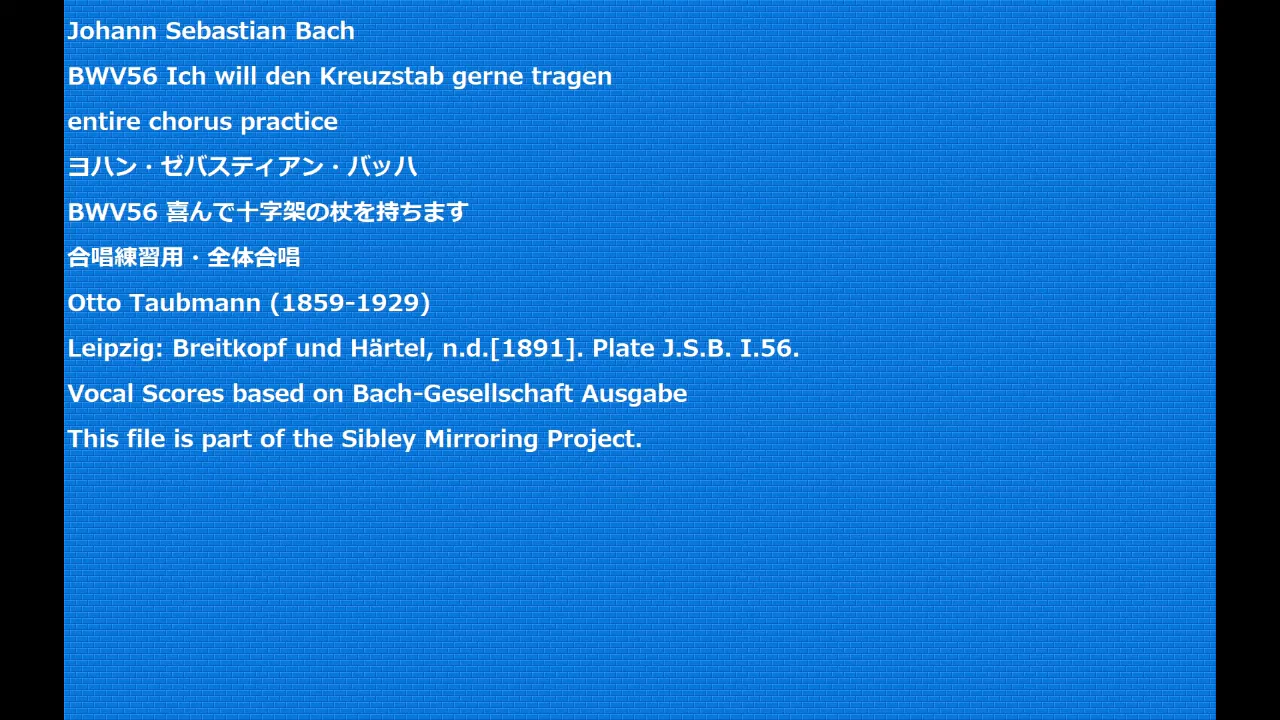 Johann Sebastian Bach
BWV56 Ich will den Kreuzstab gerne tragen
entire chorus practice
ヨハン・ゼバスティアン・バッハ
BWV56 喜んで十字架の杖を持ちます
合唱練習用・全体合唱
Otto Taubmann (1859-1929)
Leipzig: Breitkopf und Härtel, n.d.[1891]. Plate J.S.B. I.56.
Vocal Scores based on Bach-Gesellschaft Ausgabe
This file is part of the Sibley Mirroring Project.